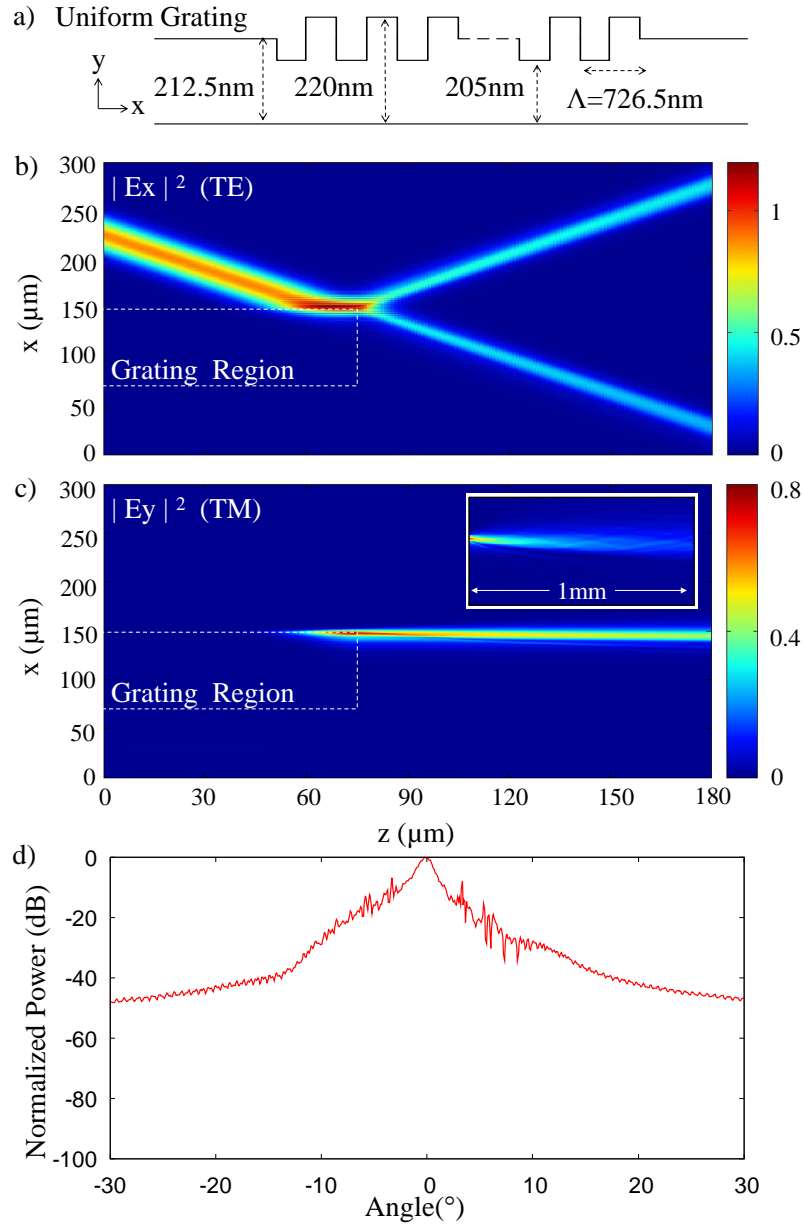 a) Uniform Grating
y
x
212.5nm
220nm
205nm
Λ=726.5nm
b)
| Ex | ² (TE)
Grating Region
x (μm)
300
250
200
150
100
50
0
1
0.5
0
c)
| Ey | ² (TM)
1mm
Grating Region
x (μm)
300
250
200
150
100
50
0
0.8
0.4
0
0 30 60 90 120 150 180
z (μm)
d)
Normalized Power (dB)
0
-20
-40
-60
-80
-100
-30 -20 -10 0 10 20 30
Angle(°)